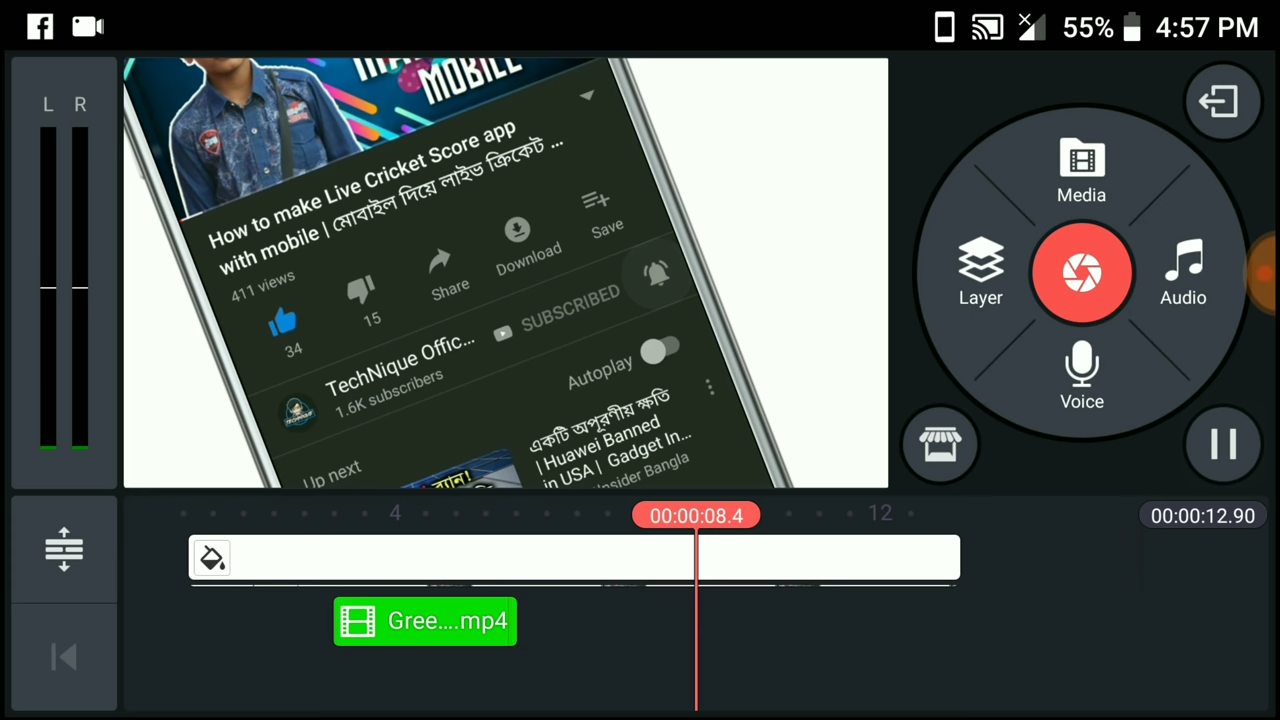 55% 4:57 PM
L R
MOBILE
How to make Live Cricket Score app
with mobile | মোবাইল দিয়ে লাইভ ক্রিকেট ...
411 views
34
15
Share
Download
Save
TechNique Offic...
1.6K subscribers
SUBSCRIBED
Autoplay
Up next
একটি অপূরণীয় ক্ষতি
| Huawei Banned
in USA | Gadget In...
Insider Bangla
Media
Layer
Audio
Voice
4
00:00:08.4
12
00:00:12.90
Gree....mp4